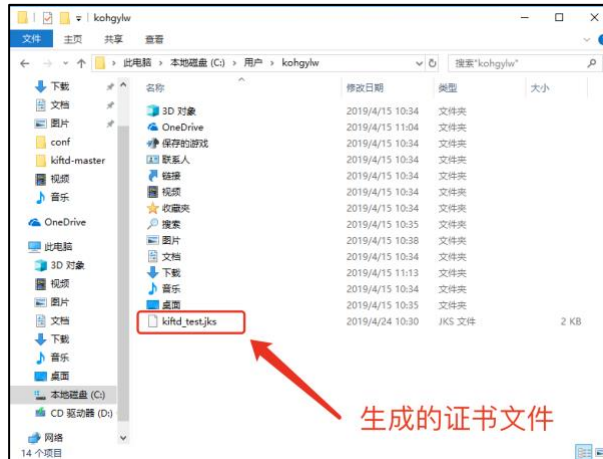 kohgylw
文件 主页 共享 查看
此电脑 > 本地磁盘 (C:) > 用户 > kohgylw
搜索"kohgylw"
下载
文档
图片
conf
kiftd-master
视频
音乐
OneDrive
此电脑
3D 对象
视频
图片
文档
下载
音乐
桌面
本地磁盘 (C:)
CD 驱动器 (D:)
网络
名称 修改日期 类型 大小
3D 对象 2019/4/15 10:34 文件夹
OneDrive 2019/4/15 11:04 文件夹
保存的游戏 2019/4/15 10:34 文件夹
联系人 2019/4/15 10:34 文件夹
链接 2019/4/15 10:34 文件夹
视频 2019/4/15 10:34 文件夹
收藏夹 2019/4/15 10:34 文件夹
搜索 2019/4/15 10:35 文件夹
图片 2019/4/15 10:38 文件夹
文档 2019/4/15 10:34 文件夹
下载 2019/4/15 11:13 文件夹
音乐 2019/4/15 10:34 文件夹
桌面 2019/4/15 10:35 文件夹
kiftd_test.jks 2019/4/24 10:30 JKS 文件 2 KB
生成的证书文件
14 个项目